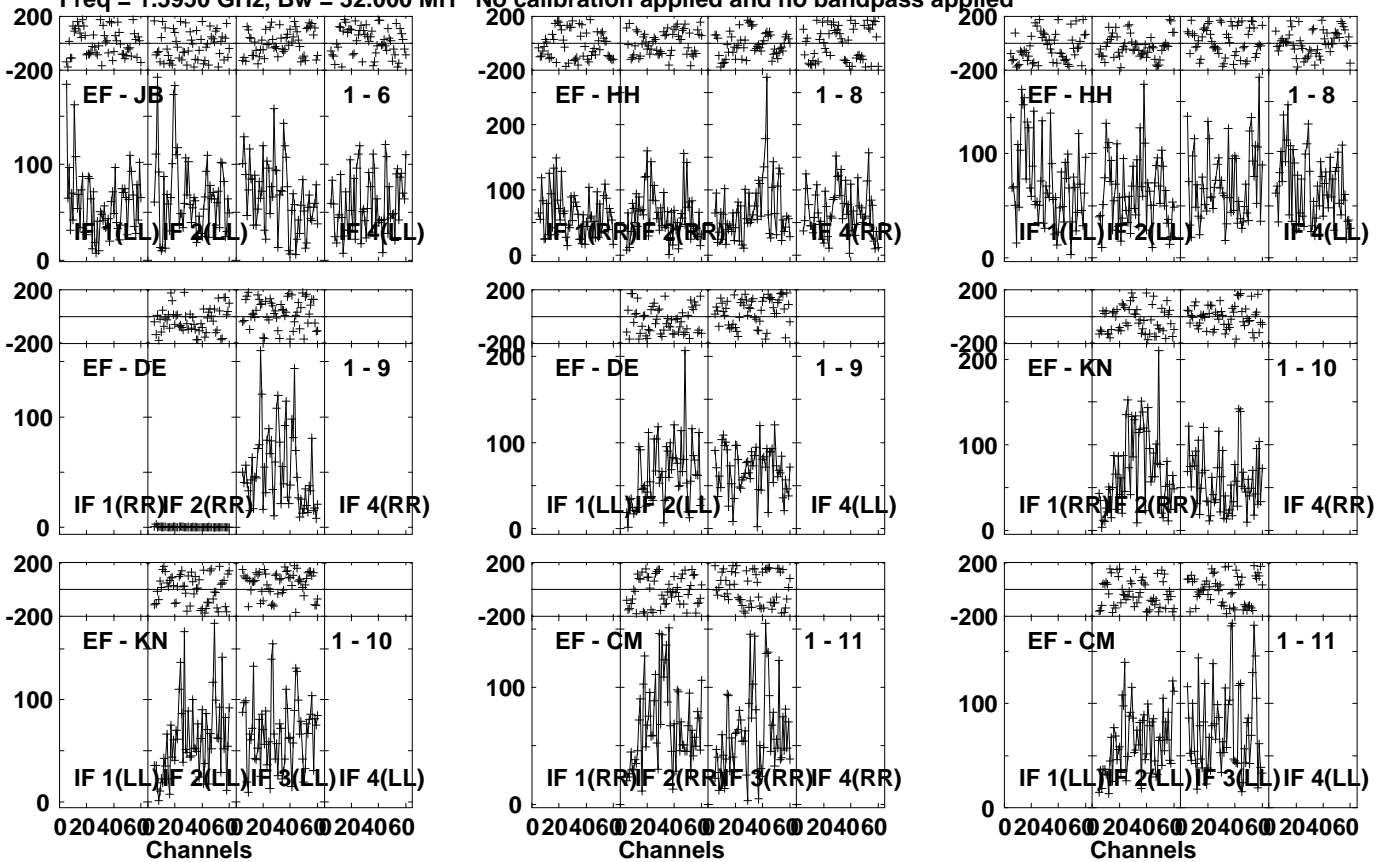 Freq = 1.5950 GHz, Bw = 32.000 MH No calibration applied and no bandpass applied
200 200 200
-200 -200
EF - JB 1 - 6 EF - HH 1 - 8 EF - HH 1 - 8
200
100 100 100
IF 1(LL) IF 2(LL) IF 4(LL) IF 1(RR) IF 2(RR) IF 4(RR) IF 1(LL) IF 2(LL) IF 4(LL)
0 0 0
200 200 200
-200 -200 -200
200 200
EF - DE 1 - 9 EF - DE 1 - 9 EF - KN 1 - 10
100 100 100
IF 1(RR) IF 2(RR) IF 4(RR) IF 1(LL) IF 2(LL) IF 4(LL) IF 1(RR) IF 2(RR) IF 4(RR)
0 0 0
200 200 200
-200 -200 -200
EF - KN 1 - 10 EF - CM 1 - 11 EF - CM 1 - 11
100 100 100
IF 1(LL) IF 2(LL) IF 3(LL) IF 4(LL) IF 1(RR) IF 2(RR) IF 3(RR) IF 4(RR) IF 1(LL) IF 2(LL) IF 3(LL) IF 4(LL)
0 0 0
0 20 40 60 0 20 40 60 0 20 40 60 0 20 40 60 0 20 40 60 0 20 40 60 0 20 40 60 0 20 40 60 0 20 40 60 0 20 40 60 0 20 40 60 0 20 40 60
Channels Channels Channels